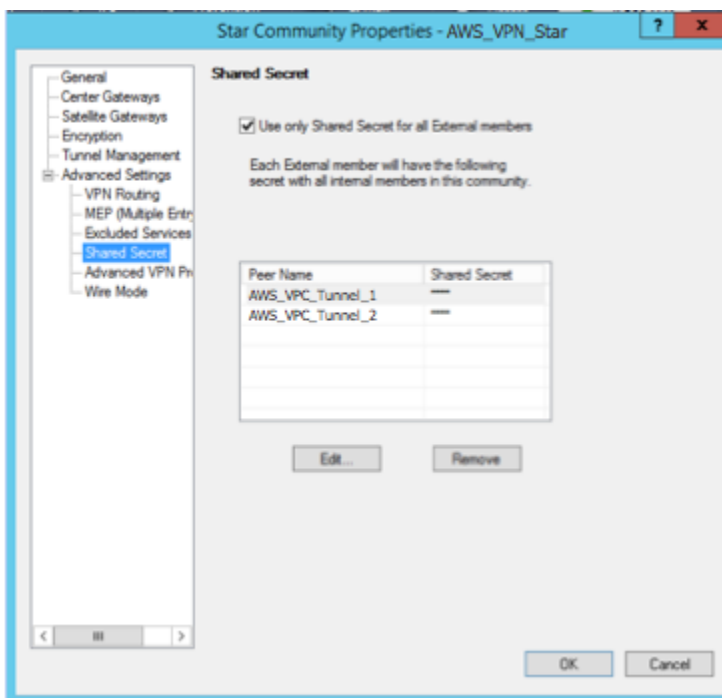 Star Community Properties - AWS_VPN_Star
?
x
General
Center Gateways
Satellite Gateways
Encryption
Tunnel Management
Advanced Settings
VPN Routing
MEP (Multiple Entry
Excluded Services
Shared Secret
Advanced VPN Pr
Wire Mode
Shared Secret
Use only Shared Secret for all External members
Each External member will have the following
secret with all internal members in this community.
Peer Name Shared Secret
AWS_VPC_Tunnel_1 ****
AWS_VPC_Tunnel_2 ****
Edit... Remove
OK Cancel